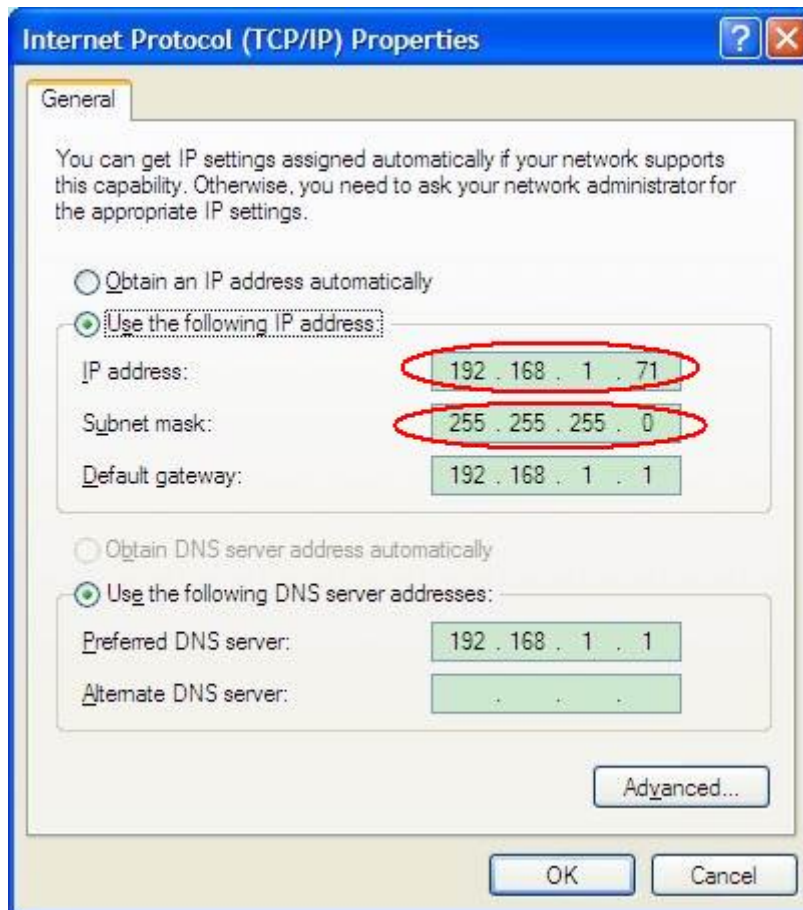 Internet Protocol (TCP/IP) Properties
General
You can get IP settings assigned automatically if your network supports
this capability. Otherwise, you need to ask your network administrator for
the appropriate IP settings.
Obtain an IP address automatically
Use the following IP address:
IP address: 192 . 168 . 1 . 71
Subnet mask: 255 . 255 . 255 . 0
Default gateway: 192 . 168 . 1 . 1
Obtain DNS server address automatically
Use the following DNS server addresses:
Preferred DNS server: 192 . 168 . 1 . 1
Alternate DNS server: . . .
Advanced...
OK Cancel